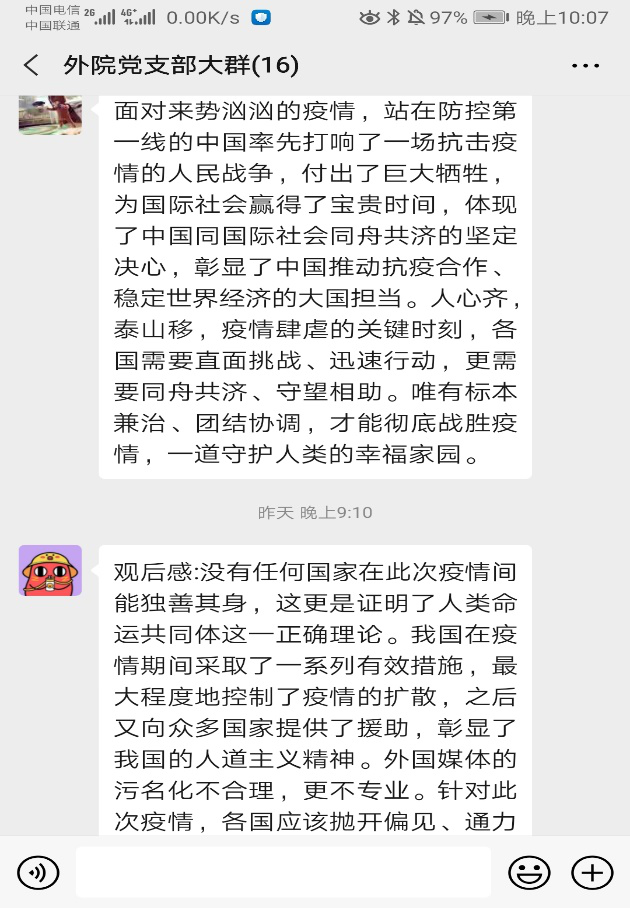 中国电信 2G 4G+ 0.00K/s 97% 晚上10:07
中国联通
外院党支部大群(16)
面对来势汹汹的疫情，站在防控第
一线的中国率先打响了一场抗击疫
情的人民战争，付出了巨大牺牲，
为国际社会赢得了宝贵时间，体现
了中国同国际社会同舟共济的坚定
决心，彰显了中国推动抗疫合作、
稳定世界经济的大国担当。人心齐，
泰山移，疫情肆虐的关键时刻，各
国需要直面挑战、迅速行动，更需
要同舟共济、守望相助。唯有标本
兼治、团结协调，才能彻底战胜疫
情，一道守护人类的幸福家园。
昨天 晚上9:10
观后感:没有任何国家在此次疫情间
能独善其身，这更是证明了人类命
运共同体这一正确理论。我国在疫
情期间采取了一系列有效措施，最
大程度地控制了疫情的扩散，之后
又向众多国家提供了援助，彰显了
我国的人道主义精神。外国媒体的
污名化不合理，更不专业。针对此
次疫情，各国应该抛开偏见、通力